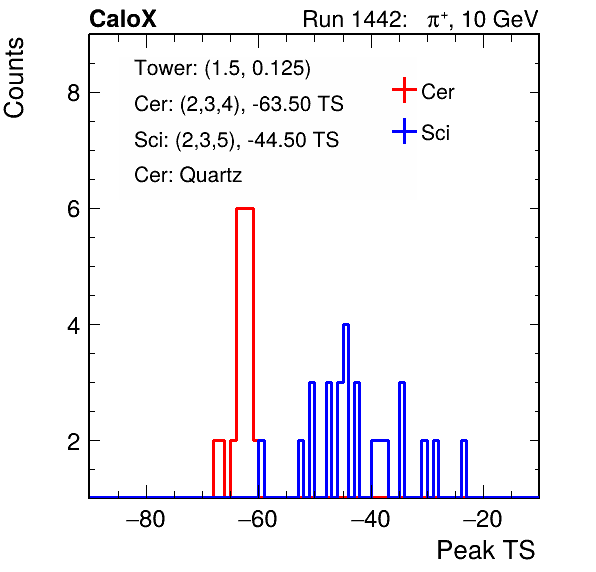 CaloX Run 1442: π⁺, 10 GeV
Counts
Tower: (1.5, 0.125)
Cer: (2,3,4), -63.50 TS
Sci: (2,3,5), -44.50 TS
Cer: Quartz
Cer
Sci
8
6
4
2
−80 −60 −40 −20
Peak TS